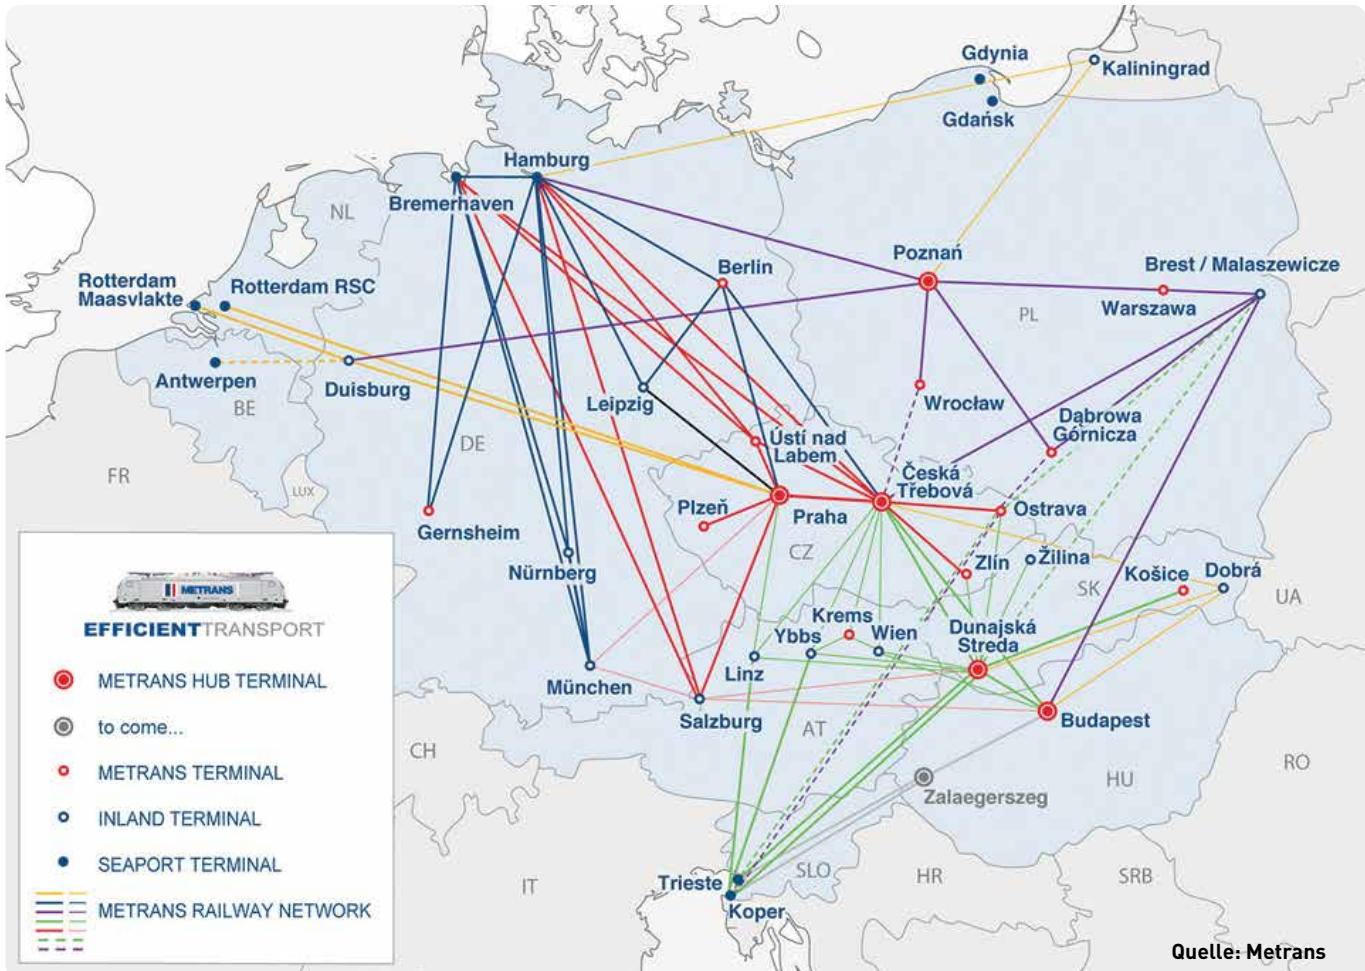 Gdynia
Kaliningrad
Gdańsk
Hamburg
Bremerhaven
NL
Poznań
Berlin
Brest / Malaszewicze
Rotterdam
Maasvlakte
Rotterdam RSC
Warszawa
PL
Antwerpen
Duisburg
BE
Leipzig
Wrocław
Dąbrowa
Górnicza
DE
Ústí nad
Labem
FR
LUX
Česká
Třebová
Plzeň
Praha
Ostrava
Gernsheim
CZ
Nürnberg
Zlín
Žilina
Košice
Dobrá
SK
UA
Krems
Ybbs
Wien
Dunajská
Streda
Linz
München
Salzburg
Budapest
AT
CH
HU
RO
Zalaegerszeg
IT
SLO
HR
SRB
Trieste
Koper
METRANS
EFFICIENTTRANSPORT
METRANS HUB TERMINAL
to come...
METRANS TERMINAL
INLAND TERMINAL
SEAPORT TERMINAL
METRANS RAILWAY NETWORK
Quelle: Metrans